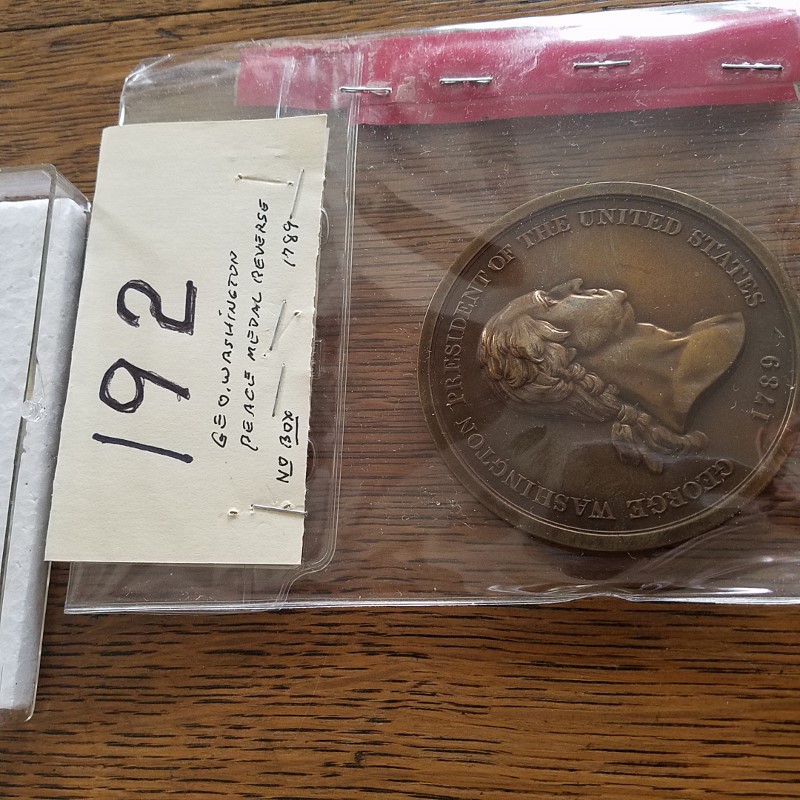 192
GEO. WASHINGTON
PEACE MEDAL REVERSE
1789
NO BOX
GEORGE WASHINGTON PRESIDENT OF THE UNITED STATES
1789